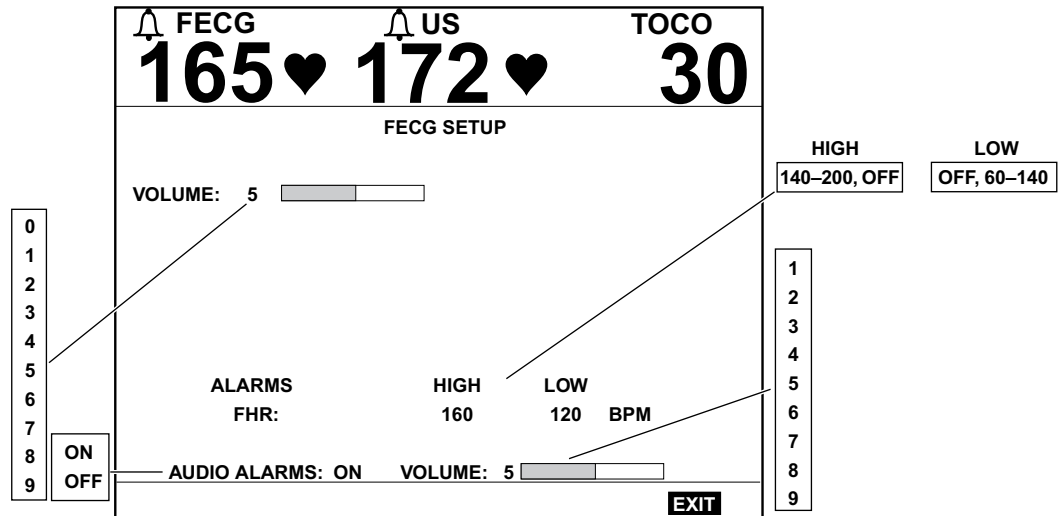 FECG US TOCO
165 172 30
FECG SETUP
HIGH LOW
140–200, OFF OFF, 60–140
VOLUME: 5
0
1
2
3
4
5
6
7
8
9
ON
OFF
1
2
3
4
5
6
7
8
9
ALARMS HIGH LOW
FHR: 160 120 BPM
AUDIO ALARMS: ON VOLUME: 5
EXIT